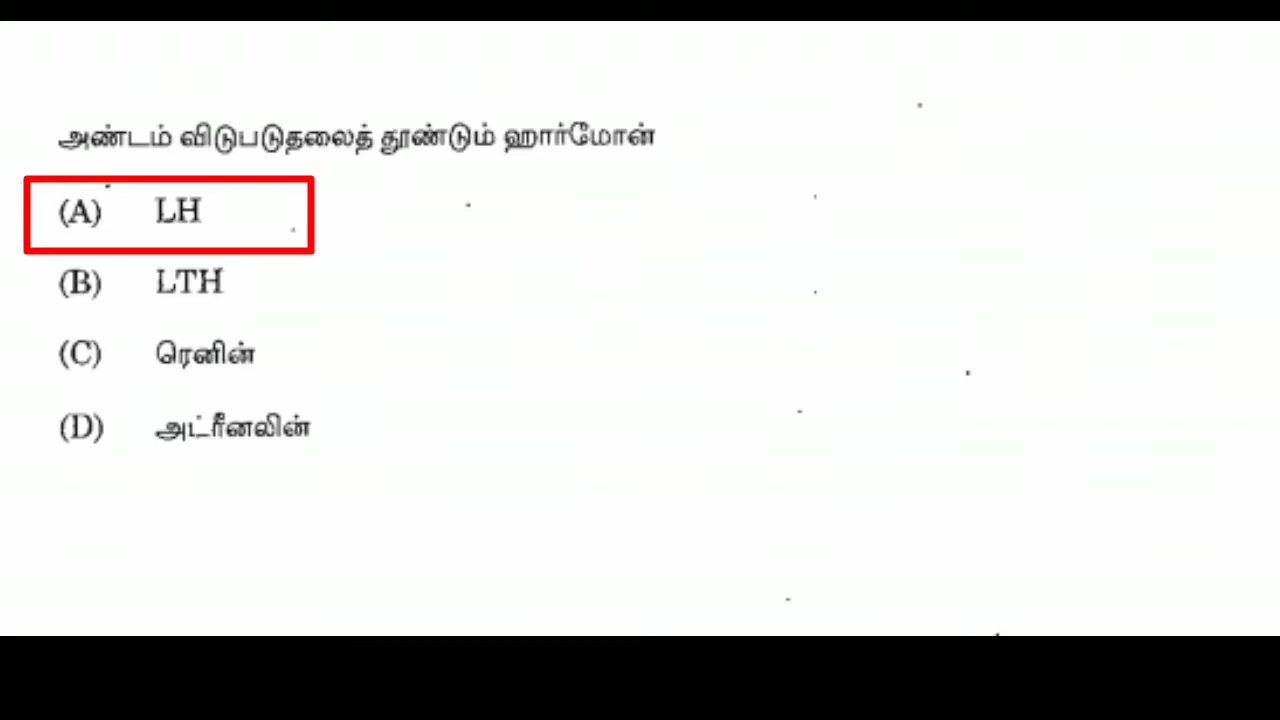 அண்டம் விடுபடுதலைத் தூண்டும் ஹார்மோன்
(A) LH
(B) LTH
(C) ரெனின்
(D) அட்ரீனலின்